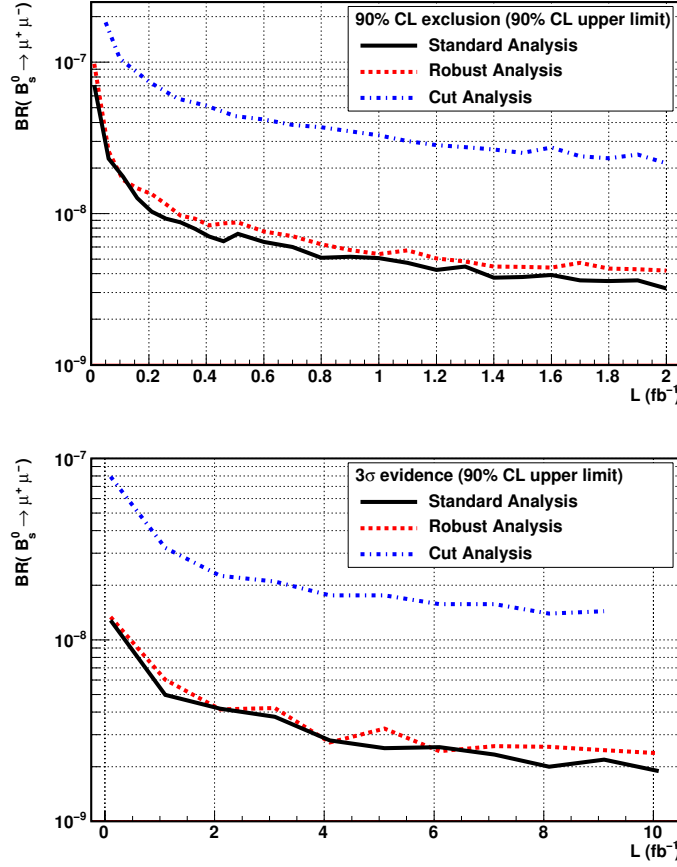 BR( B⁰ₛ → μ⁺ μ⁻)
10⁻⁷
10⁻⁸
10⁻⁹
90% CL exclusion (90% CL upper limit)
Standard Analysis
Robust Analysis
Cut Analysis
0 0.2 0.4 0.6 0.8 1 1.2 1.4 1.6 1.8 2
L (fb⁻¹)
BR( B⁰ₛ → μ⁺ μ⁻)
10⁻⁷
10⁻⁸
10⁻⁹
3σ evidence (90% CL upper limit)
Standard Analysis
Robust Analysis
Cut Analysis
0 2 4 6 8 10
L (fb⁻¹)